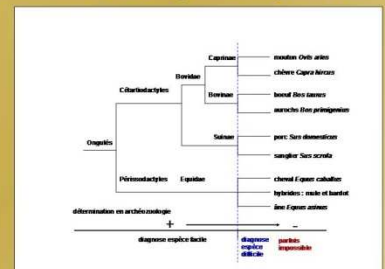 Caprinae
mouton Ovis aries
chèvre Capra hircus
Bovidae
Cétartiodactyles
Bovinae
boeuf Bos taurus
aurochs Bos primigenius
Ongulés
Suinae
porc Sus domesticus
sanglier Sus scrofa
Périssodactyles
Equidae
cheval Equus caballus
hybrides : mule et bardot
âne Equus asinus
détermination en archéozoologie
+
-
diagnose espèce facile
diagnose
espèce
difficile
parfois
impossible